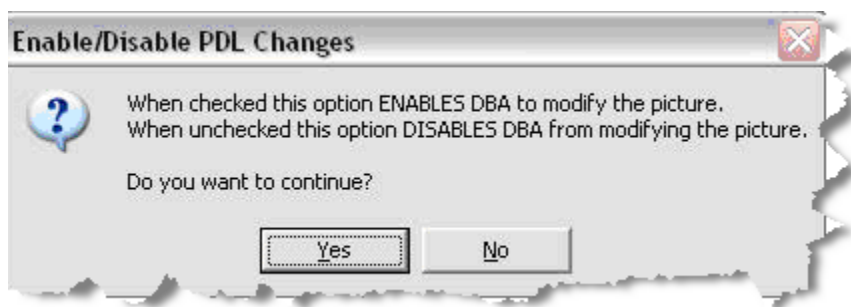 Enable/Disable PDL Changes
When checked this option ENABLES DBA to modify the picture.
When unchecked this option DISABLES DBA from modifying the picture.
Do you want to continue?
Yes No